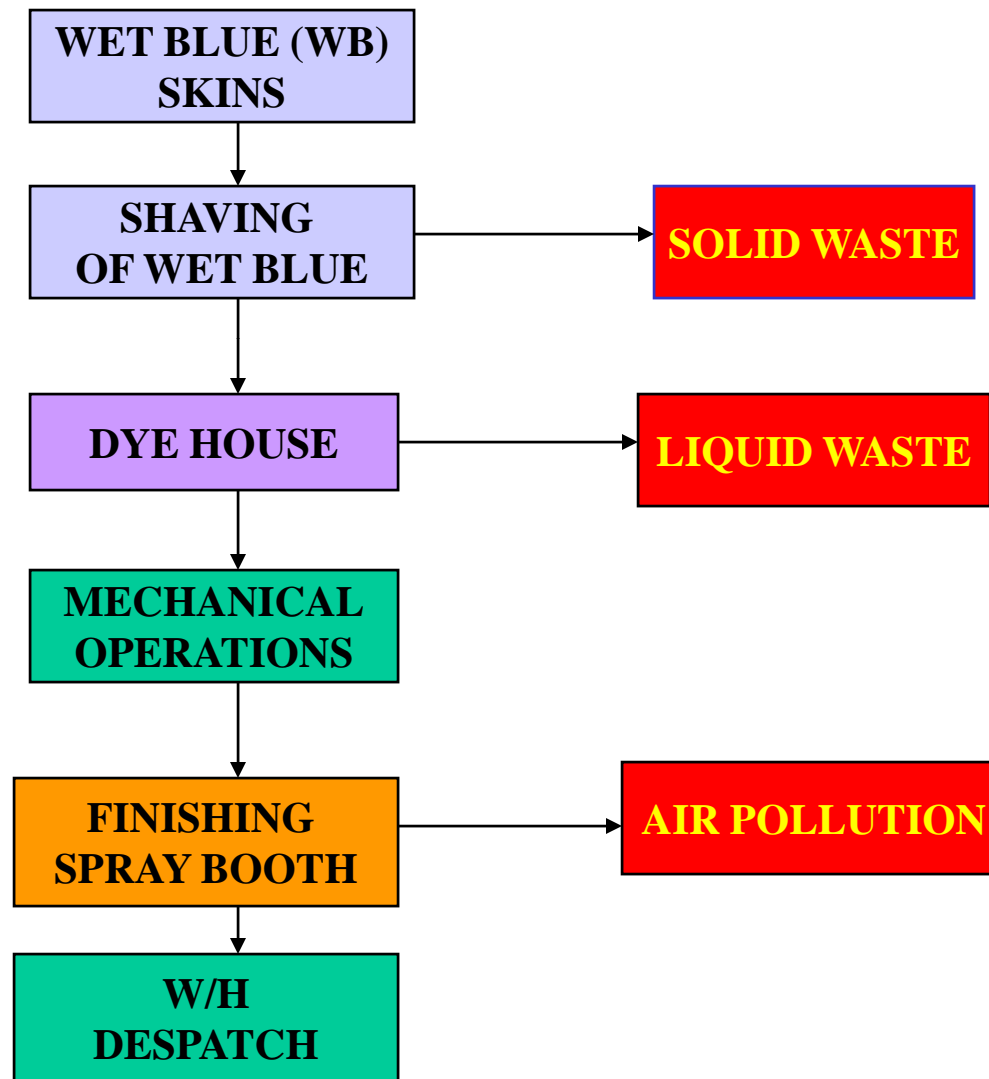 WET BLUE (WB)
SKINS
SHAVING
OF WET BLUE
SOLID WASTE
DYE HOUSE
LIQUID WASTE
MECHANICAL
OPERATIONS
FINISHING
SPRAY BOOTH
AIR POLLUTION
W/H
DESPATCH